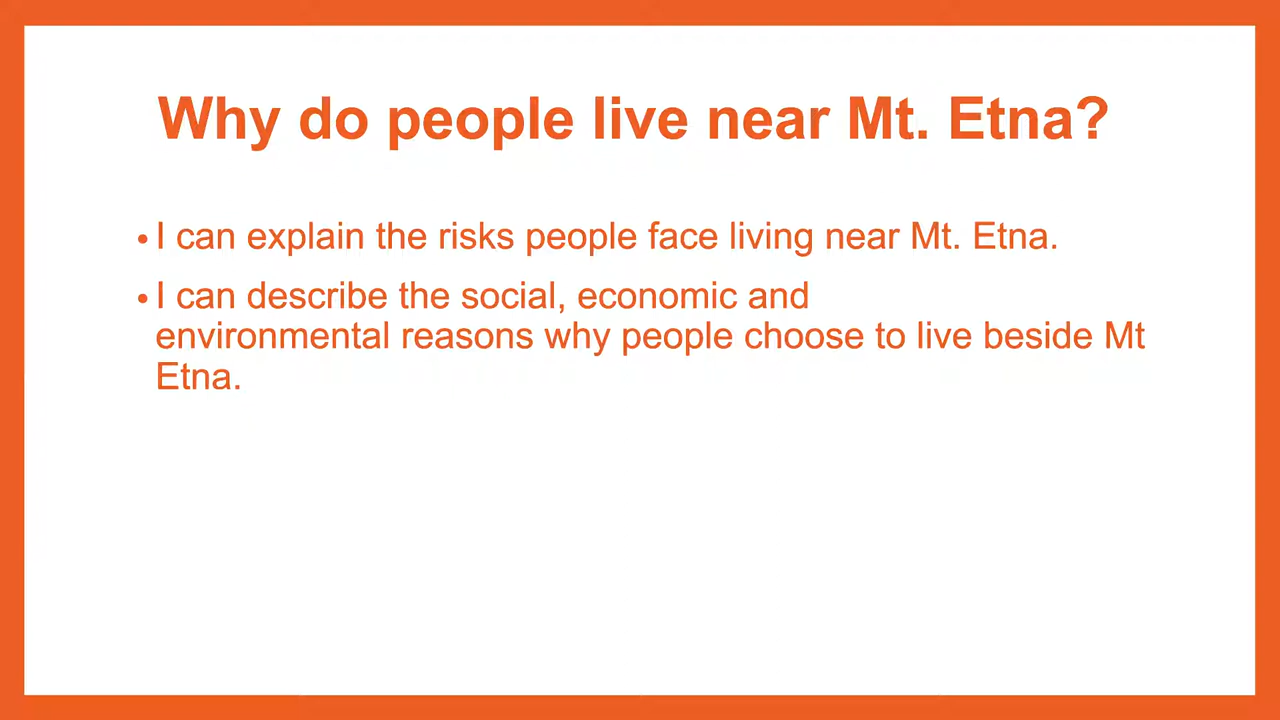 Why do people live near Mt. Etna?
•I can explain the risks people face living near Mt. Etna.
•I can describe the social, economic and
environmental reasons why people choose to live beside Mt
Etna.